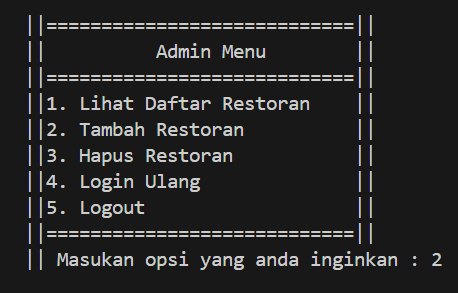 ||============================||
||          Admin Menu        ||
||============================||
||1. Lihat Daftar Restoran    ||
||2. Tambah Restoran          ||
||3. Hapus Restoran           ||
||4. Login Ulang              ||
||5. Logout                   ||
||============================||
|| Masukan opsi yang anda inginkan : 2